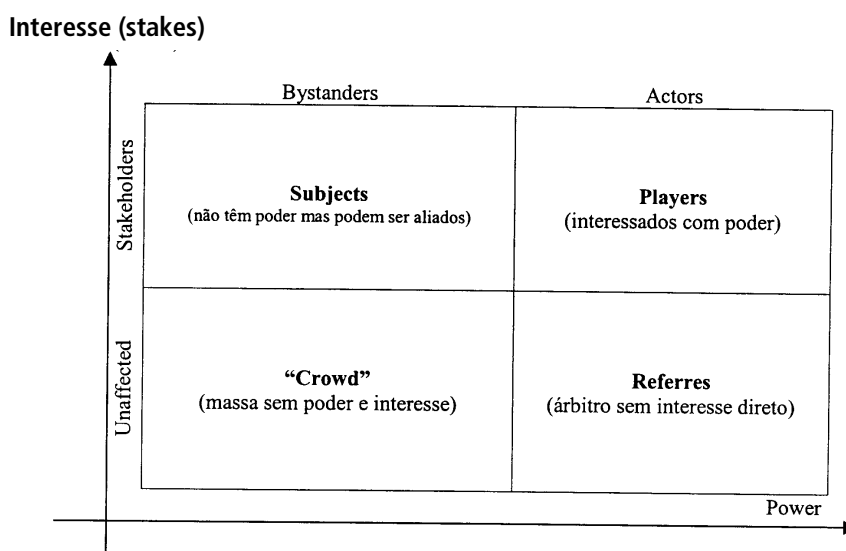 Interesse (stakes)
Bystanders
Actors
Stakeholders
Subjects
(não têm poder mas podem ser aliados)
Players
(interessados com poder)
Unaffected
“Crowd”
(massa sem poder e interesse)
Referres
(árbitro sem interesse direto)
Power